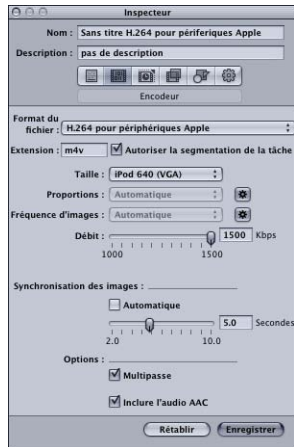 Inspecteur
Nom : Sans titre H.264 pour péripheriques Apple
Description : pas de description
Encodeur
Format du
fichier : H.264 pour périphériques Apple
Extension : m4v Autoriser la segmentation de la tâche
Taille : iPod 640 (VGA)
Proportions : Automatique
Fréquence d'images : Automatique
Débit : 1500 Kbps
1000 1500
Synchronisation des images :
Automatique
5.0 Secondes
2.0 10.0
Options :
Multipasse
Inclure l'audio AAC
Rétablir Enregistrer